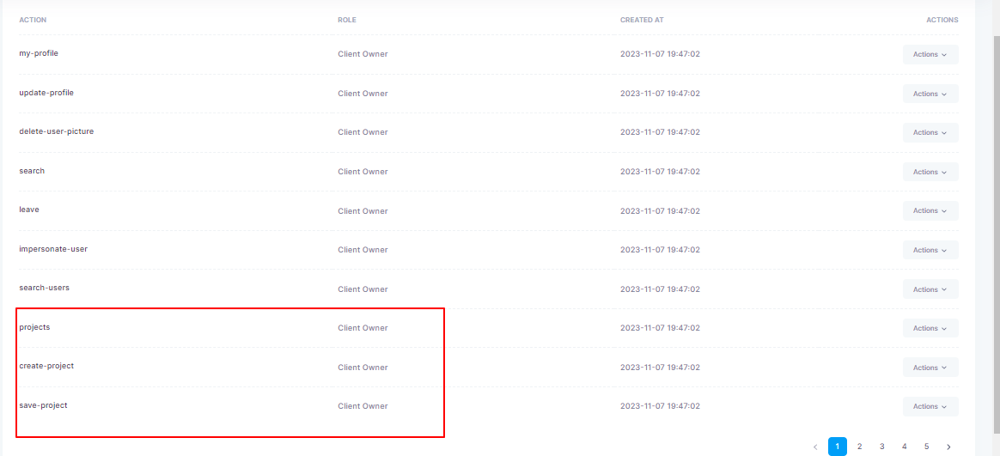 ACTION ROLE CREATED AT ACTIONS
my-profile Client Owner 2023-11-07 19:47:02 Actions
update-profile Client Owner 2023-11-07 19:47:02 Actions
delete-user-picture Client Owner 2023-11-07 19:47:02 Actions
search Client Owner 2023-11-07 19:47:02 Actions
leave Client Owner 2023-11-07 19:47:02 Actions
impersonate-user Client Owner 2023-11-07 19:47:02 Actions
search-users Client Owner 2023-11-07 19:47:02 Actions
projects Client Owner 2023-11-07 19:47:02 Actions
create-project Client Owner 2023-11-07 19:47:02 Actions
save-project Client Owner 2023-11-07 19:47:02 Actions
1 2 3 4 5